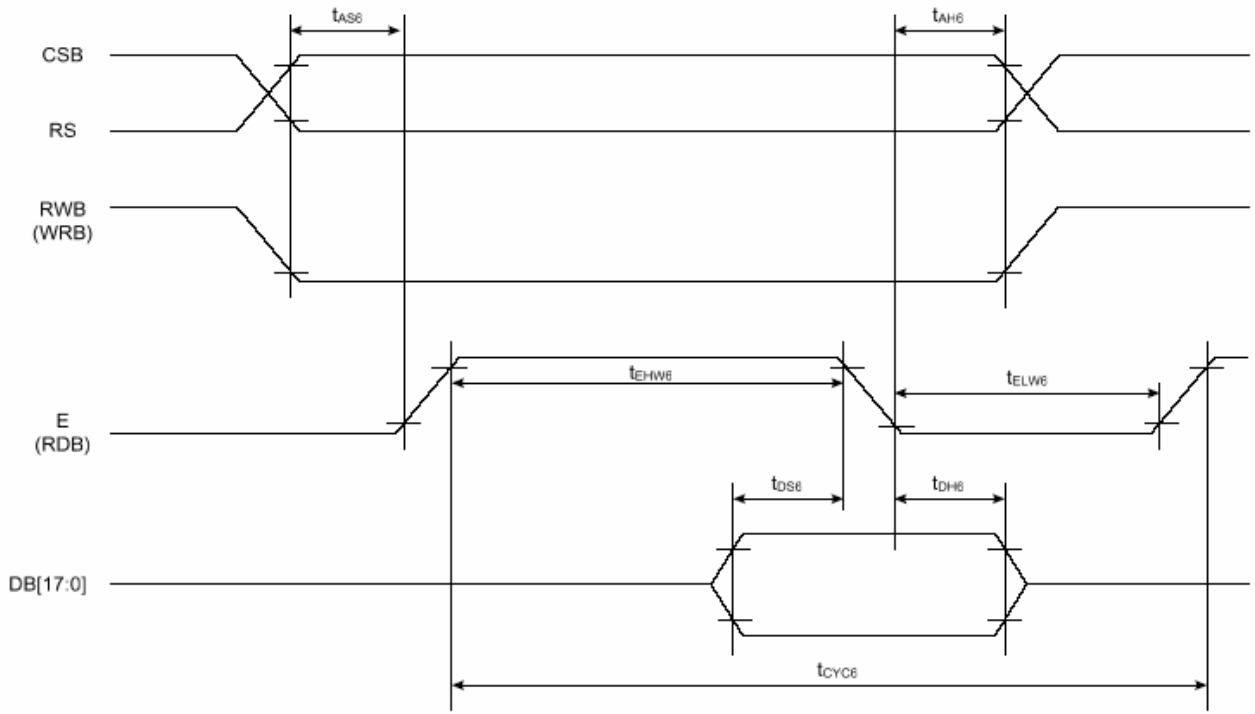 tAS6
tAH6
CSB
RS
RWB
(WRB)
tEHW6
tELW6
E
(RDB)
tDS6
tDH6
DB[17:0]
tCYC6